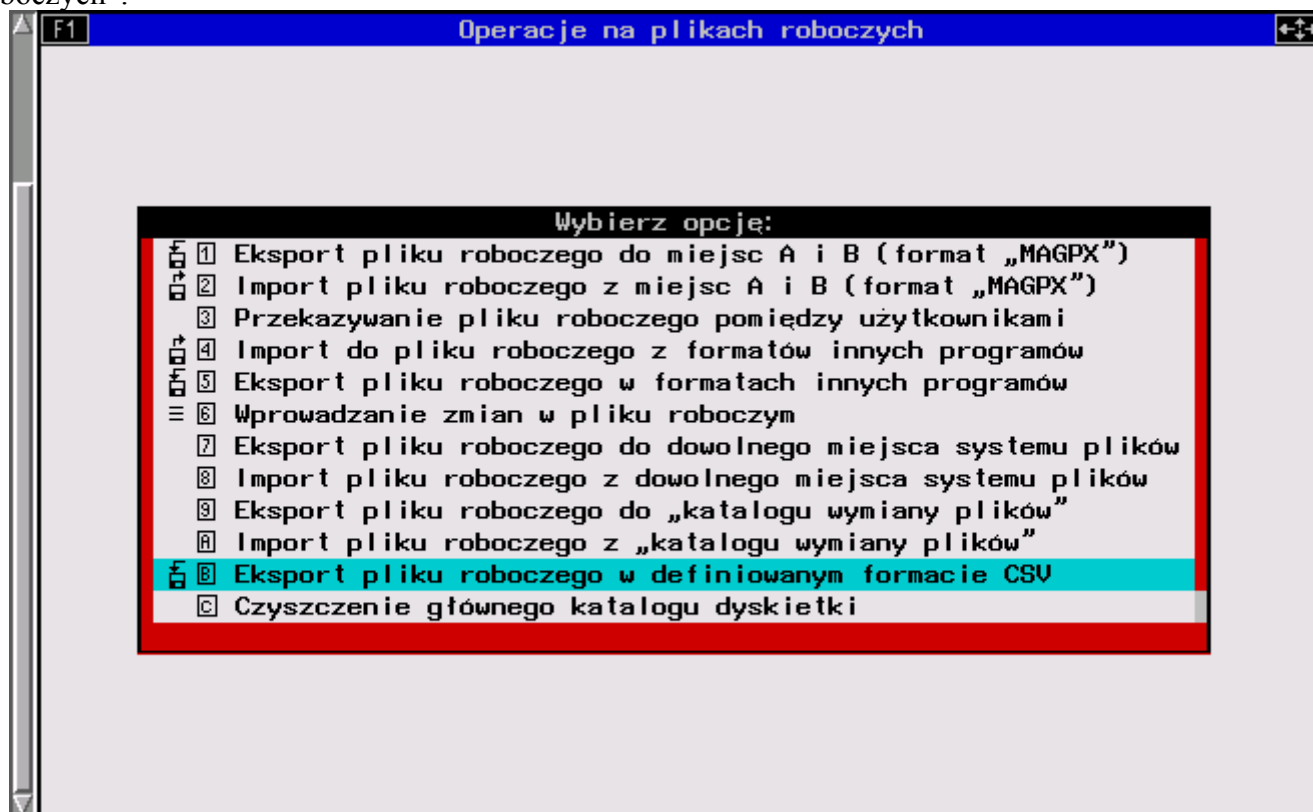 boczych".
F1 Operacje na plikach roboczych
Wybierz opcję:
1 Eksport pliku roboczego do miejsc A i B (format „MAGPX”)
2 Import pliku roboczego z miejsc A i B (format „MAGPX”)
3 Przekazywanie pliku roboczego pomiędzy użytkownikami
4 Import do pliku roboczego z formatów innych programów
5 Eksport pliku roboczego w formatach innych programów
6 Wprowadzanie zmian w pliku roboczym
7 Eksport pliku roboczego do dowolnego miejsca systemu plików
8 Import pliku roboczego z dowolnego miejsca systemu plików
9 Eksport pliku roboczego do „katalogu wymiany plików”
A Import pliku roboczego z „katalogu wymiany plików”
B Eksport pliku roboczego w definiowanym formacie CSV
C Czyszczenie głównego katalogu dyskietki